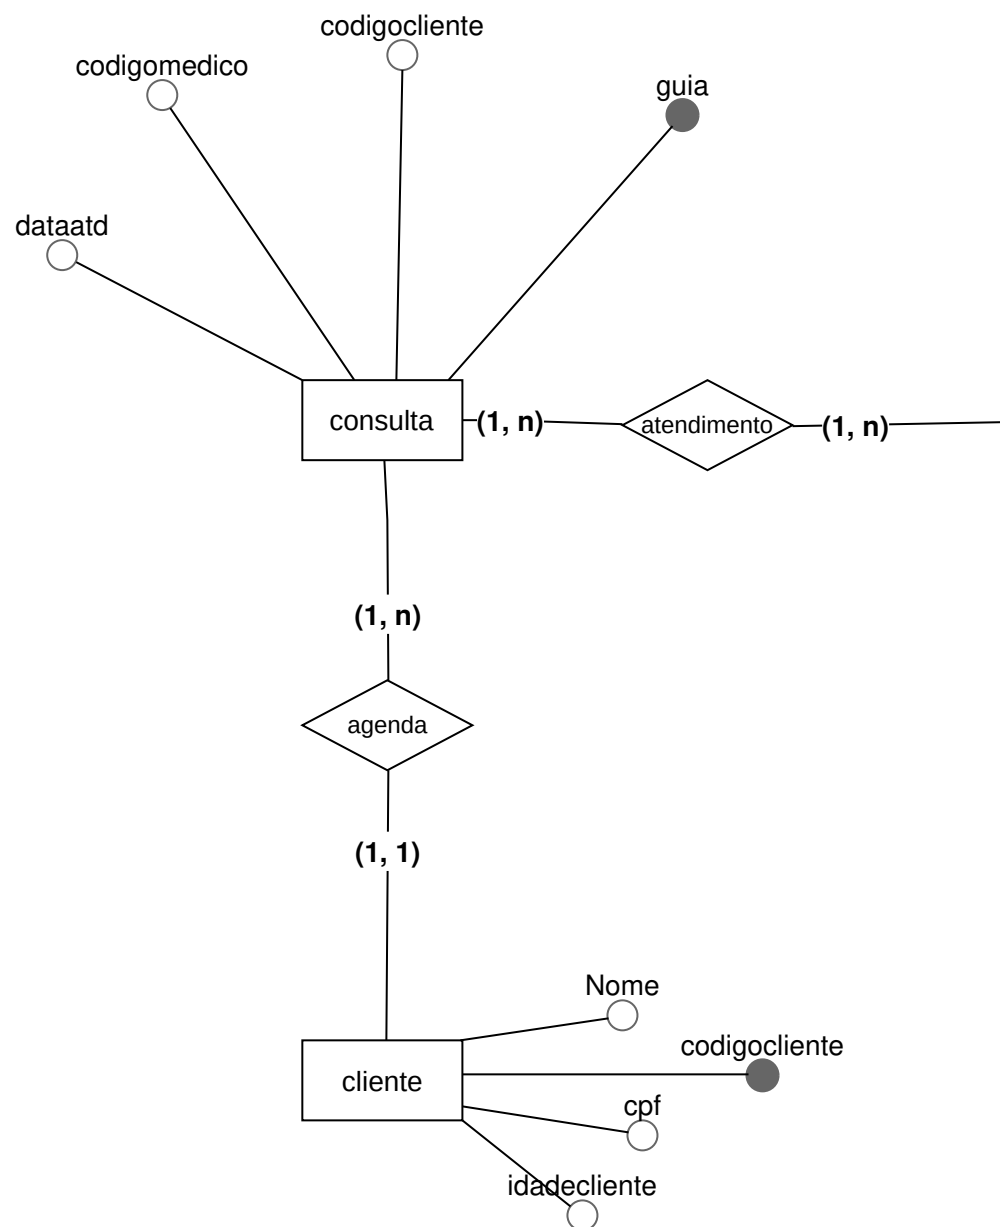 codigocliente
codigomedico
guia
dataatd
consulta
(1, n)
atendimento
(1, n)
(1, n)
agenda
(1, 1)
Nome
codigocliente
cliente
cpf
idadecliente